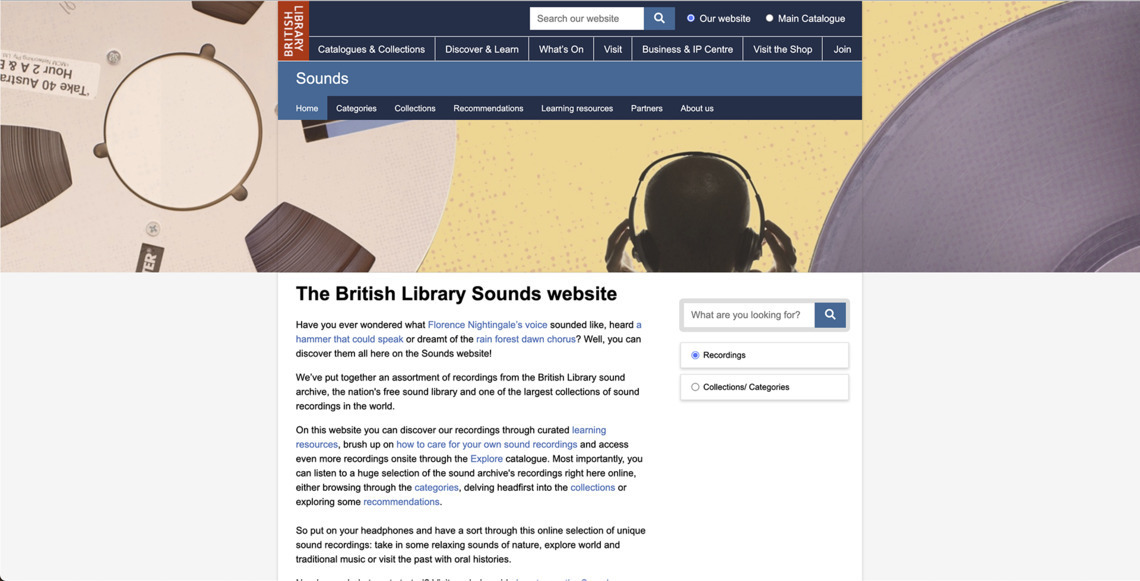 BRITISH
LIBRARY
Search our website
Our website
Main Catalogue
Catalogues & Collections
Discover & Learn
What's On
Visit
Business & IP Centre
Visit the Shop
Join
Sounds
Home
Categories
Collections
Recommendations
Learning resources
Partners
About us
Take 40 Austra
Hour 2 A & B
The British Library Sounds website
Have you ever wondered what Florence Nightingale's voice sounded like, heard a
hammer that could speak or dreamt of the rain forest dawn chorus? Well, you can
discover them all here on the Sounds website!
We've put together an assortment of recordings from the British Library sound
archive, the nation's free sound library and one of the largest collections of sound
recordings in the world.
On this website you can discover our recordings through curated learning
resources, brush up on how to care for your own sound recordings and access
even more recordings onsite through the Explore catalogue. Most importantly, you
can listen to a huge selection of the sound archive's recordings right here online,
either browsing through the categories, delving headfirst into the collections or
exploring some recommendations.
So put on your headphones and have a sort through this online selection of unique
sound recordings: take in some relaxing sounds of nature, explore world and
traditional music or visit the past with oral histories.
What are you looking for?
Recordings
Collections/ Categories